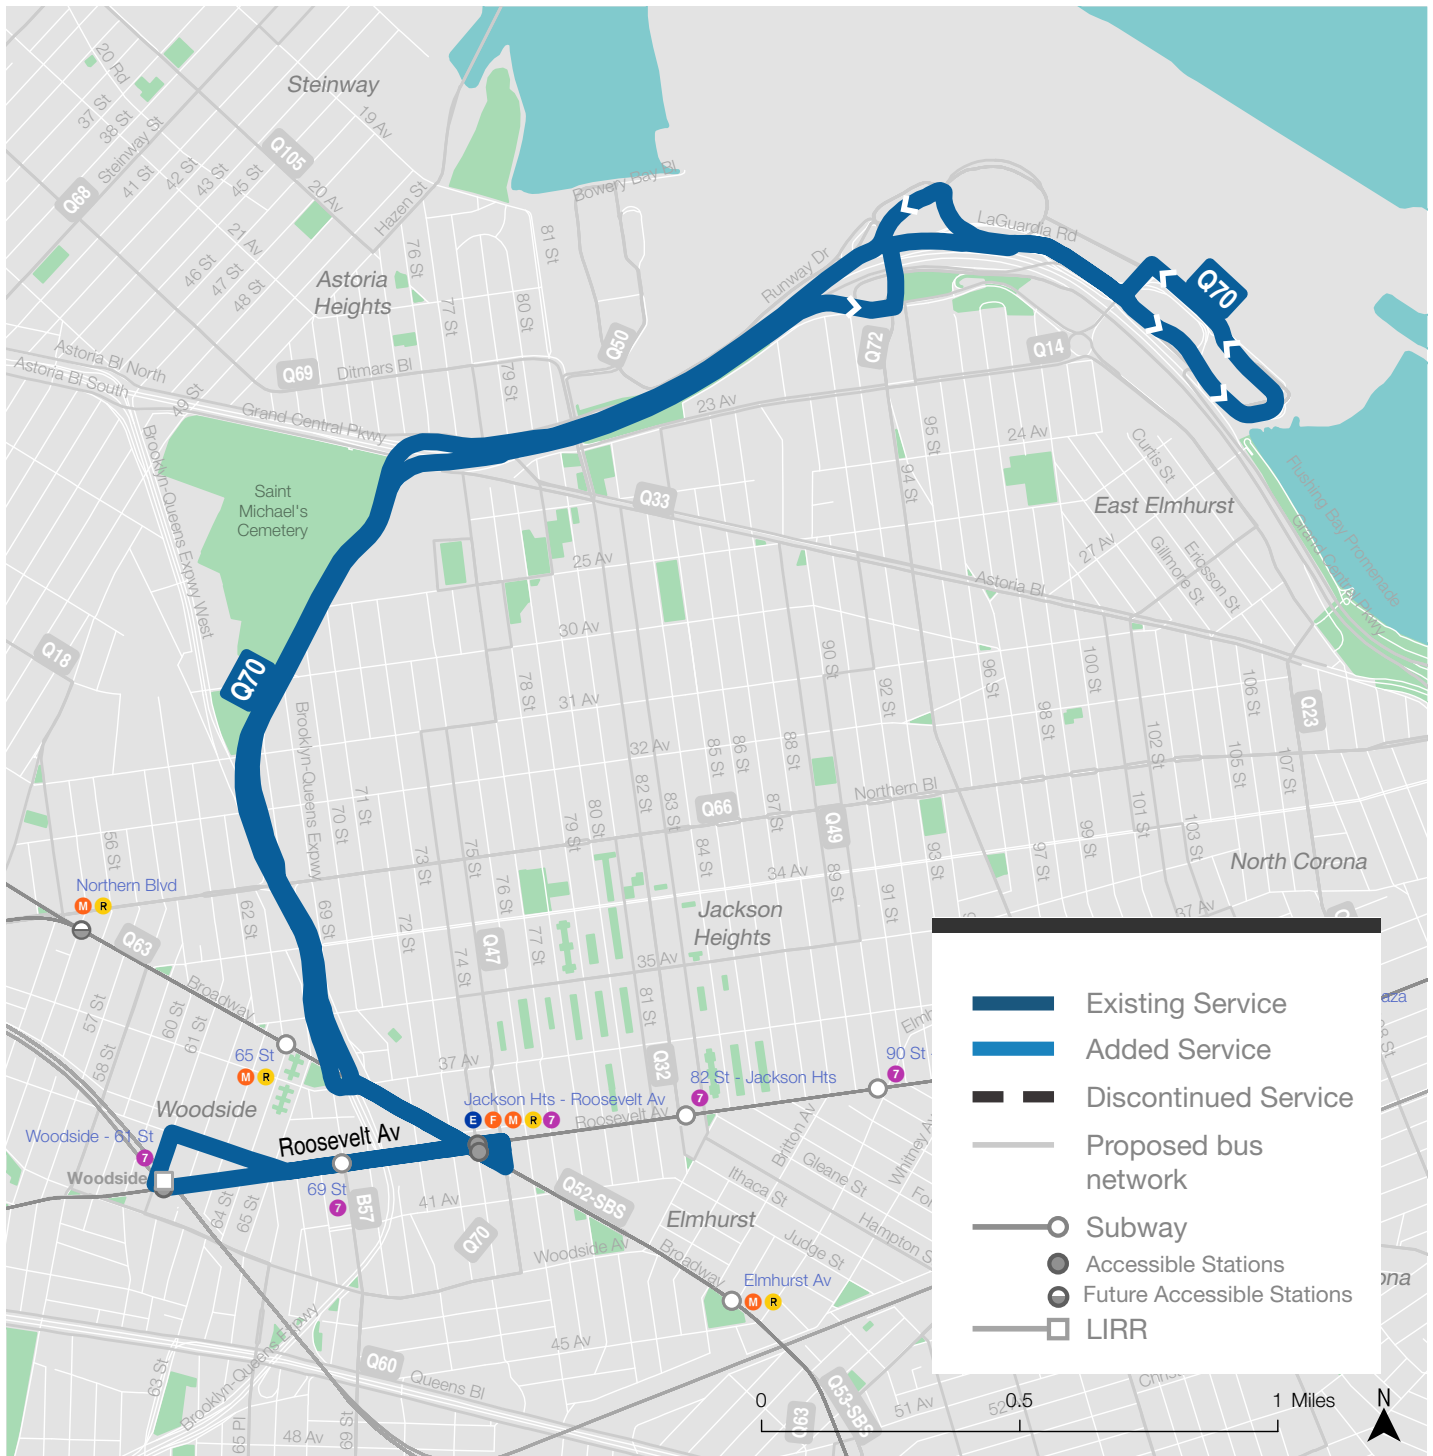 Steinway
20 Rd
37 St
38 St
Steinway St
41 St
42 St
43 St
45 St
19 Av
Q105
20 Av
Q68
Hazen St
21 Av
46 St
47 St
48 St
Astoria
Heights
76 St
77 St
80 St
81 St
Bowery Bay Bl
Q50
Runway Dr
LaGuardia Rd
Q70
Q72
Q14
Astoria Bl North
Astoria Bl South
49 St
Q69
Ditmars Bl
79 St
Grand Central Pkwy
23 Av
95 St
94 St
24 Av
Curtis St
East Elmhurst
Flushing Bay Promenade
Grand Central Pkwy
Saint
Michael's
Cemetery
Brooklyn-Queens Expwy West
Q33
25 Av
27 Av
Gillmore St
Ericsson St
Astoria Bl
30 Av
Q18
Q70
78 St
31 Av
90 St
92 St
96 St
100 St
106 St
Q23
98 St
102 St
105 St
107 St
Brooklyn-Queens Expwy
32 Av
85 St
86 St
88 St
71 St
70 St
82 St
83 St
Northern Bl
Q66
80 St
79 St
87 St
Q49
101 St
103 St
99 St
56 St
73 St
75 St
76 St
84 St
34 Av
89 St
93 St
97 St
North Corona
Northern Blvd
M R
Q63
62 St
69 St
72 St
74 St
Q47
77 St
Jackson
Heights
91 St
37 Av
35 Av
Broadway
57 St
58 St
60 St
61 St
81 St
65 St
M R
37 Av
Q32
82 St - Jackson Hts
7
90 St
7
Woodside
Jackson Hts - Roosevelt Av
E F M R 7
Roosevelt Av
Woodside - 61 St
7
Woodside
Roosevelt Av
69 St
7
64 St
65 St
B57
41 Av
Q70
Q52-SBS
Woodside Av
Elmhurst
Broadway
Britton Av
Ithaca St
Gleane St
Whitney Av
Hampton S
Judge St
Elmhurst Av
M R
45 Av
Brooklyn-Queens Expwy
63 St
65 Pl
48 Av
69 St
Q60
Queens Bl
Q63
Q53-SBS
51 Av
Existing Service
Added Service
Discontinued Service
Proposed bus
network
Subway
Accessible Stations
Future Accessible Stations
LIRR
0 0.5 1 Miles
N